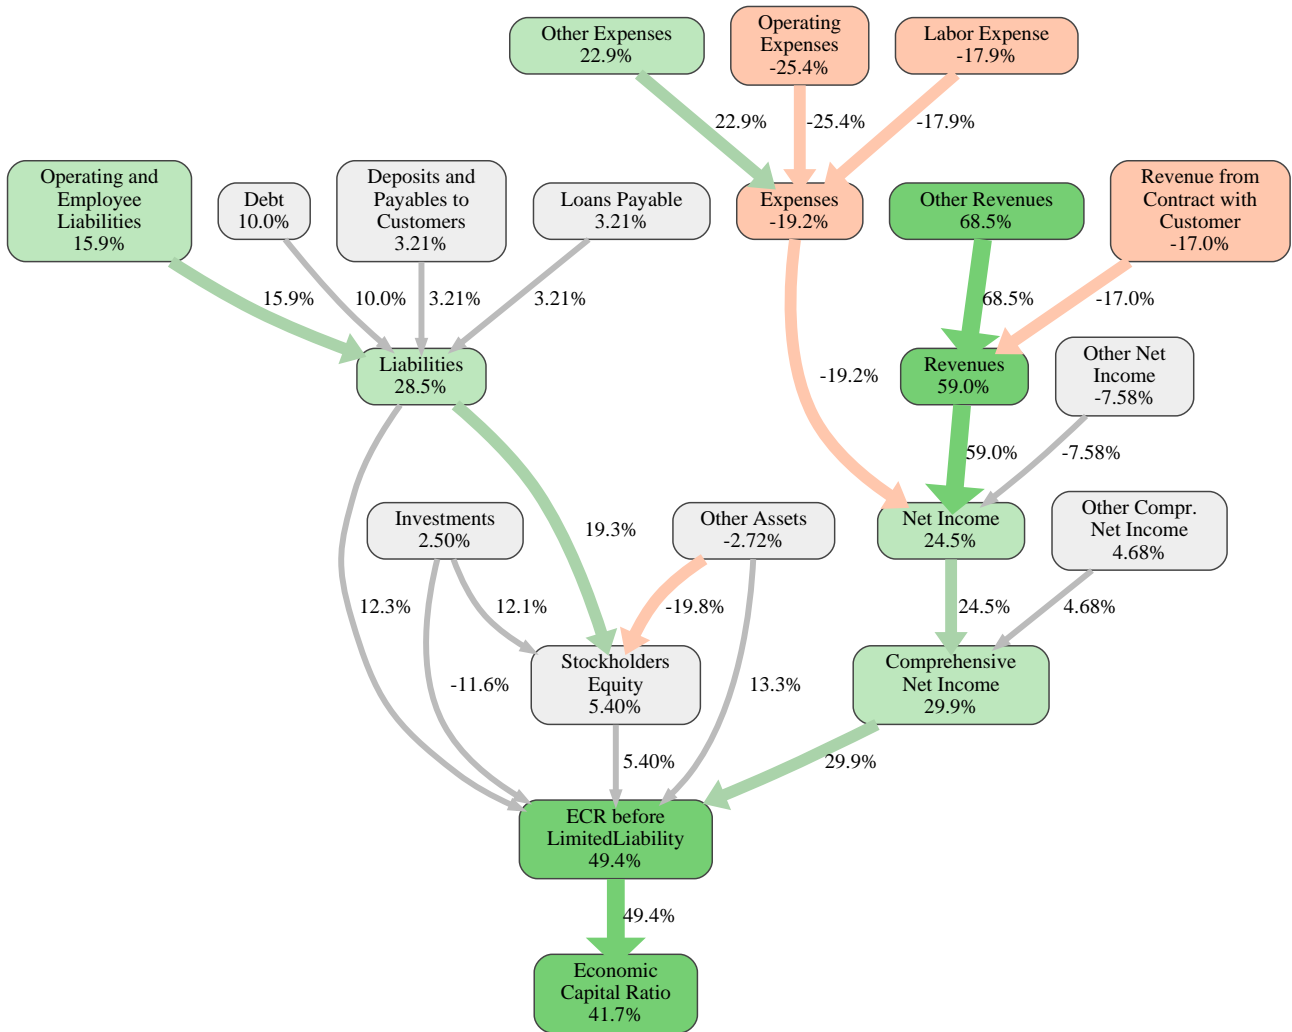 Other Expenses
22.9%
Operating
Expenses
-25.4%
Labor Expense
-17.9%
22.9%
-25.4%
-17.9%
Operating and
Employee
Liabilities
15.9%
Debt
10.0%
Deposits and
Payables to
Customers
3.21%
Loans Payable
3.21%
Expenses
-19.2%
Other Revenues
68.5%
Revenue from
Contract with
Customer
-17.0%
15.9%
10.0%
3.21%
3.21%
68.5%
-17.0%
Liabilities
28.5%
-19.2%
Revenues
59.0%
Other Net
Income
-7.58%
59.0%
-7.58%
Investments
2.50%
19.3%
Other Assets
-2.72%
Net Income
24.5%
Other Compr.
Net Income
4.68%
12.3%
12.1%
-19.8%
24.5%
4.68%
-11.6%
Stockholders
Equity
5.40%
13.3%
Comprehensive
Net Income
29.9%
5.40%
29.9%
ECR before
LimitedLiability
49.4%
49.4%
Economic
Capital Ratio
41.7%